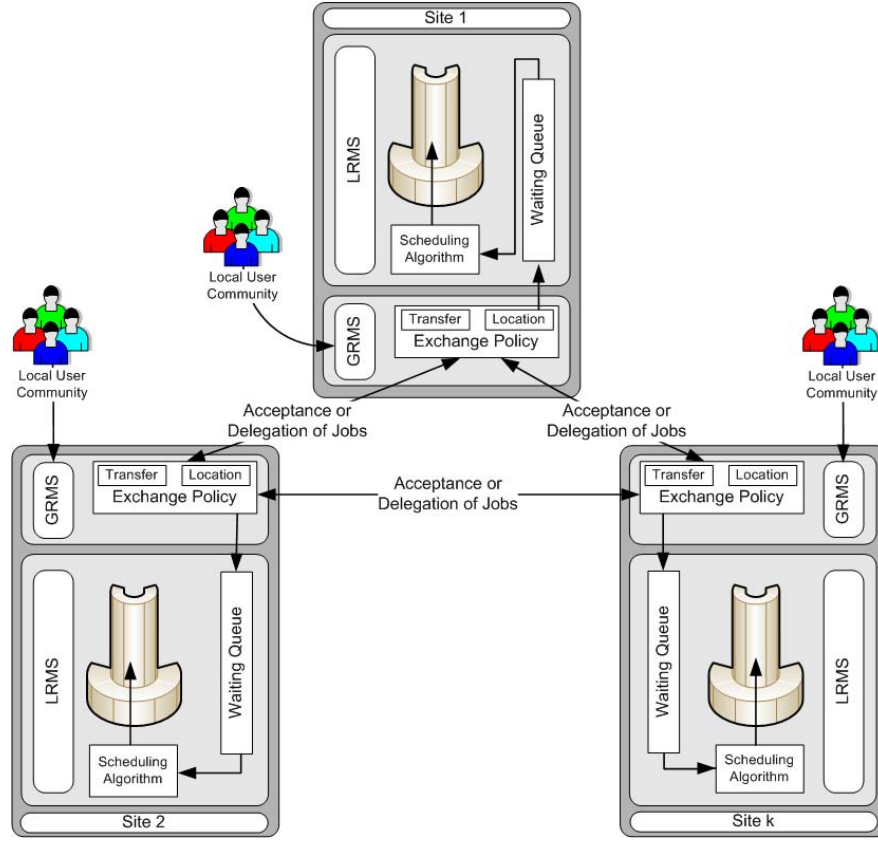 Site 1
LRMS
Waiting Queue
Scheduling
Algorithm
Local User
Community
GRMS
Transfer
Location
Exchange Policy
Local User
Community
Local User
Community
Acceptance or
Delegation of Jobs
Acceptance or
Delegation of Jobs
GRMS
Transfer
Location
Exchange Policy
Acceptance or
Delegation of Jobs
Transfer
Location
Exchange Policy
GRMS
LRMS
Waiting Queue
Scheduling
Algorithm
Site 2
Waiting Queue
LRMS
Scheduling
Algorithm
Site k